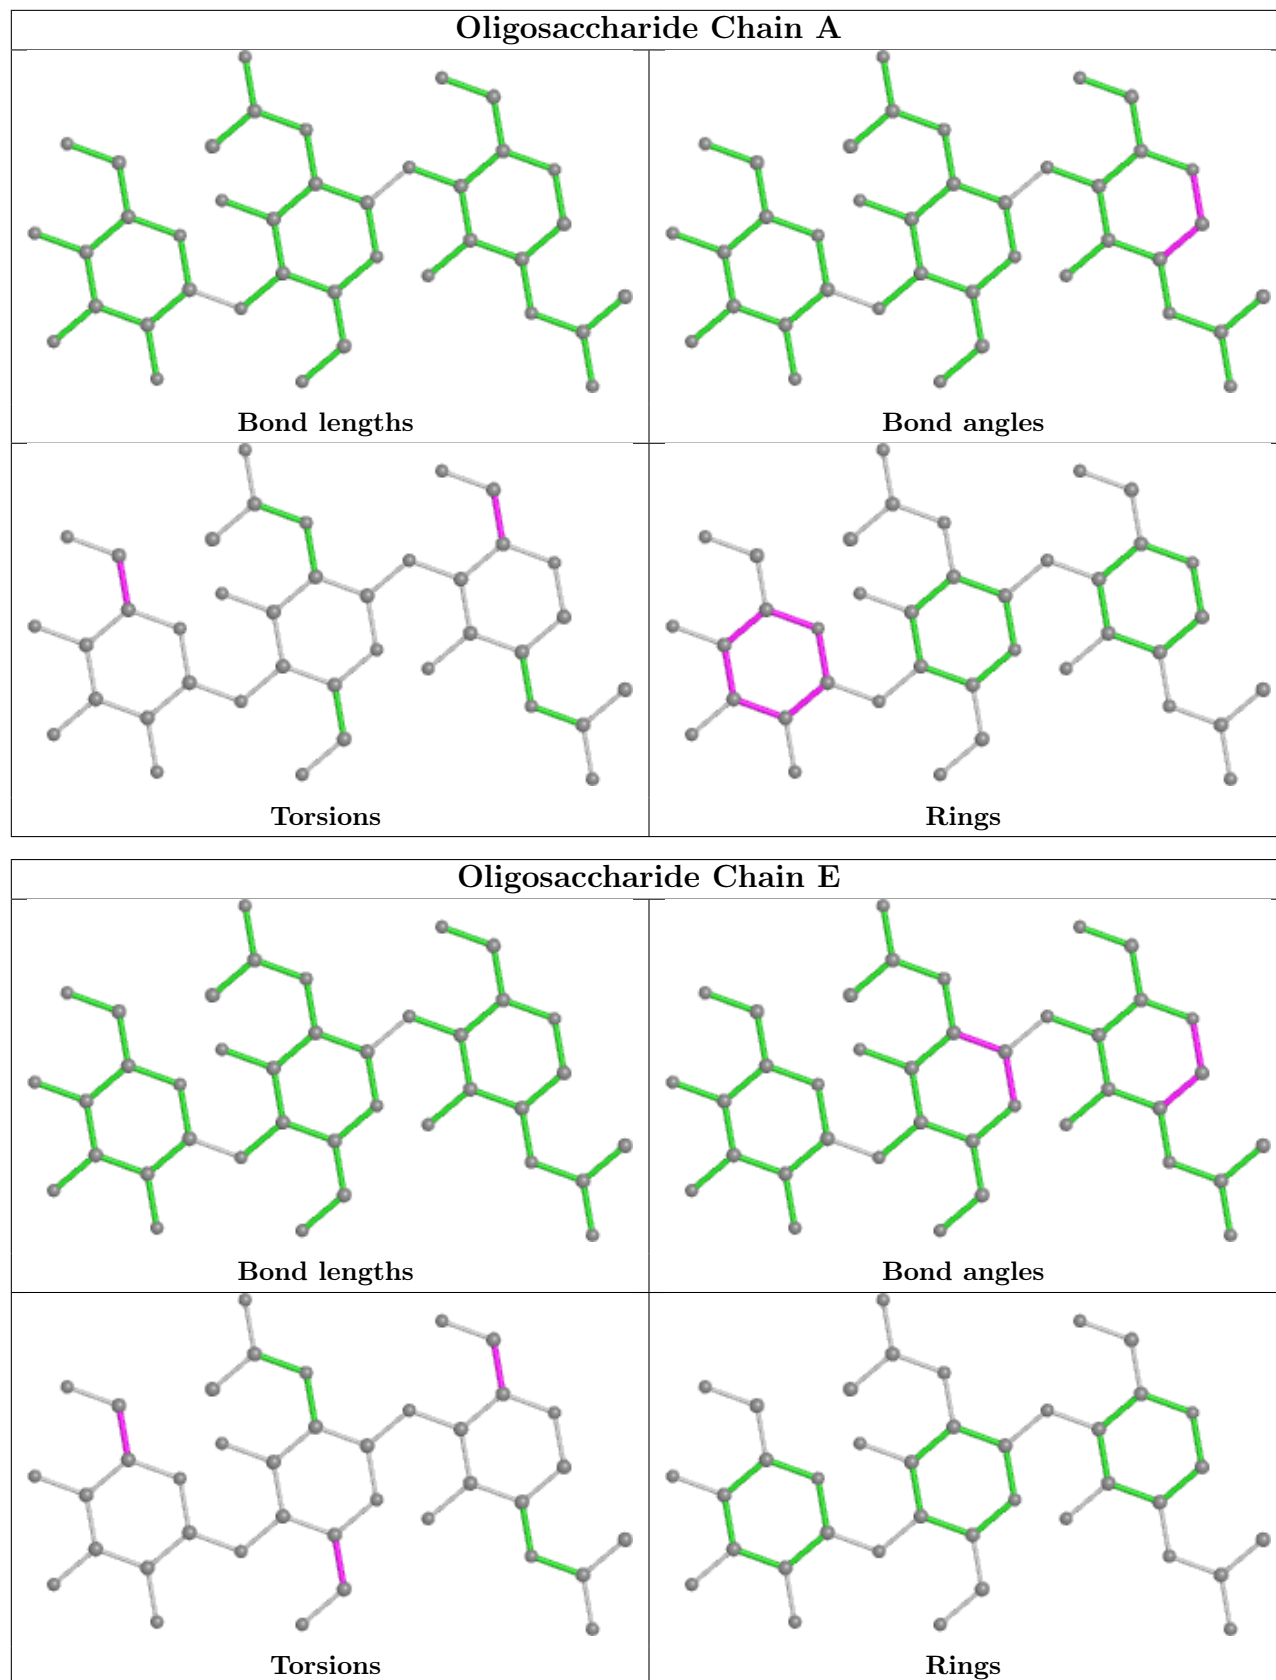 Oligosaccharide Chain A
Bond lengths
Bond angles
Torsions
Rings
Oligosaccharide Chain E
Bond lengths
Bond angles
Torsions
Rings